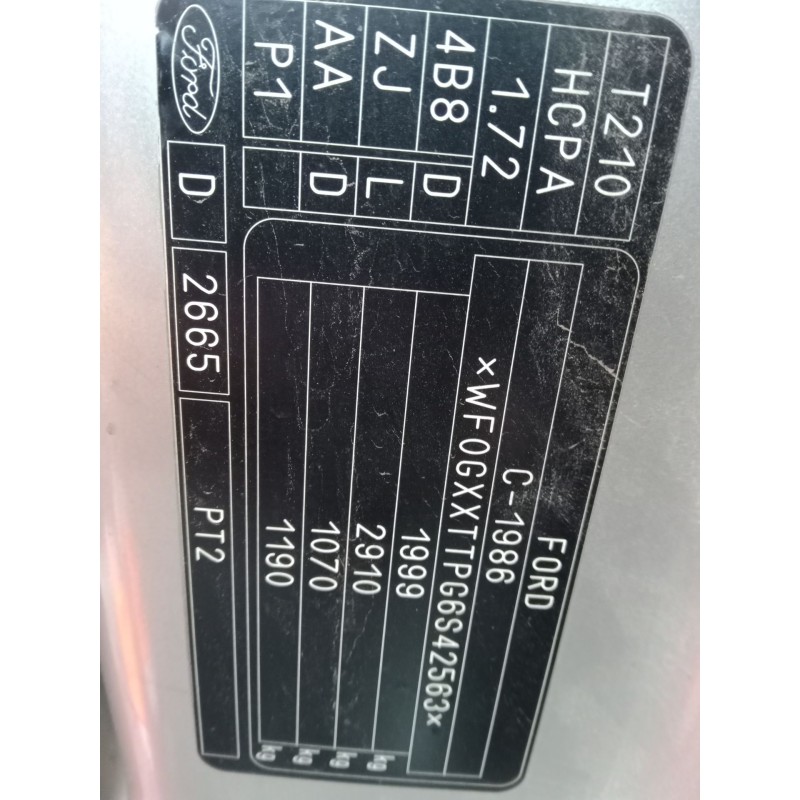 FORD
C-1986
×WF0GXXTTPG6S42563×
1999 kg
2910 kg
1070 kg
1190 kg
T210
HCPA
1.72
4B8 D
ZJ L
AA D
P1
Ford D 2665 PT2